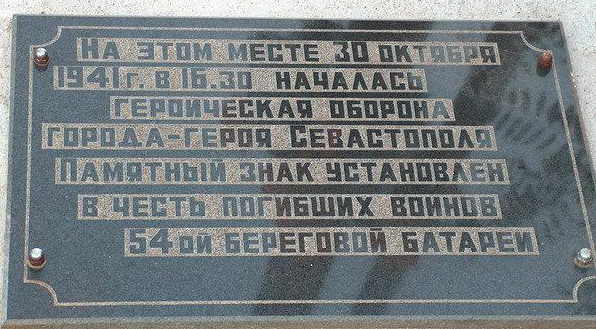 На этом месте 30 октября
1941 г. в 16.30 началась
героическая оборона
города-героя Севастополя
Памятный знак установлен
в честь погибших воинов
54ой береговой батареи